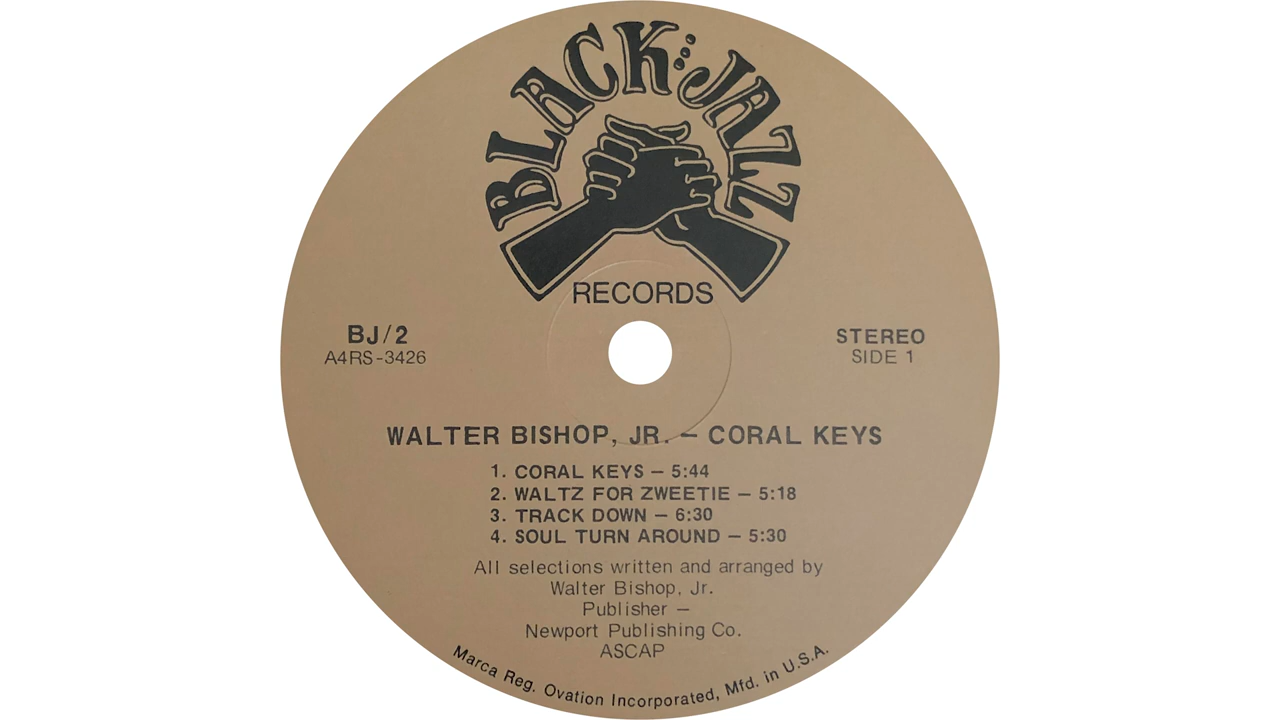 BLACK JAZZ
RECORDS
BJ/2
A4RS-3426
STEREO
SIDE 1
WALTER BISHOP, JR. – CORAL KEYS
1. CORAL KEYS – 5:44
2. WALTZ FOR ZWEETIE – 5:18
3. TRACK DOWN – 6:30
4. SOUL TURN AROUND – 5:30
All selections written and arranged by
Walter Bishop, Jr.
Publisher –
Newport Publishing Co.
ASCAP
Marca Reg. Ovation Incorporated, Mfd. in U.S.A.